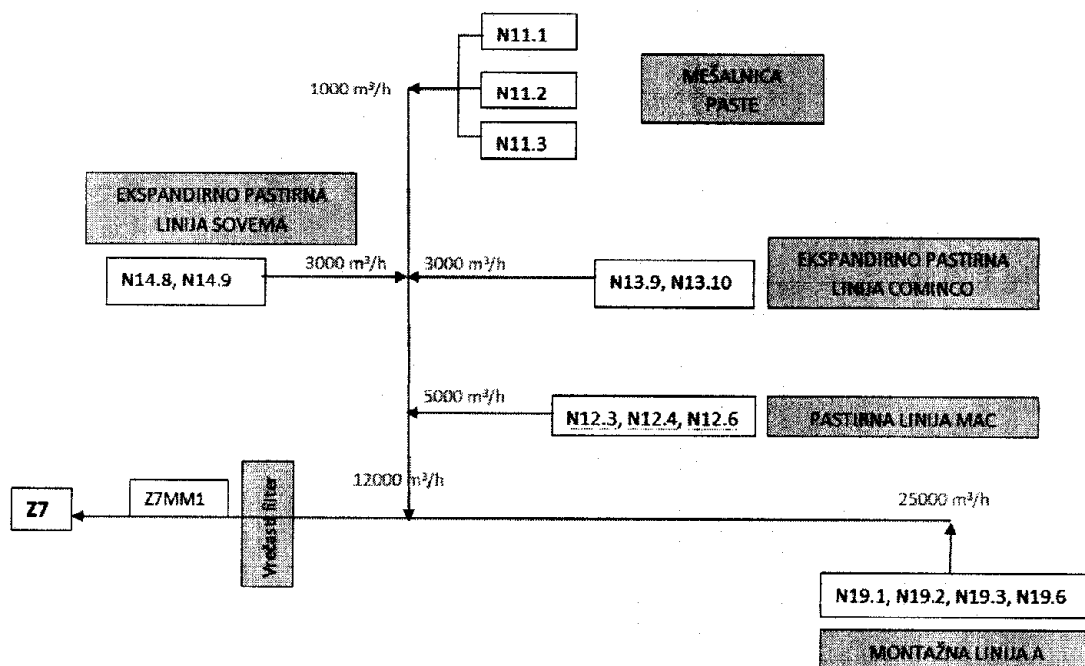 N11.1
1000 m³/h
N11.2
MEŠALNICA
PASTE
N11.3
EKSPANDIRNO PASTIRNA
LINIJA SOVEMA
N14.8, N14.9
3000 m³/h
3000 m³/h
N13.9, N13.10
EKSPANDIRNO PASTIRNA
LINIJA COMINCO
5000 m³/h
N12.3, N12.4, N12.6
PASTIRNA LINIJA MAC
12000 m³/h
Z7
Z7MM1
Vrečasti filter
25000 m³/h
N19.1, N19.2, N19.3, N19.6
MONTAŽNA LINIJA A